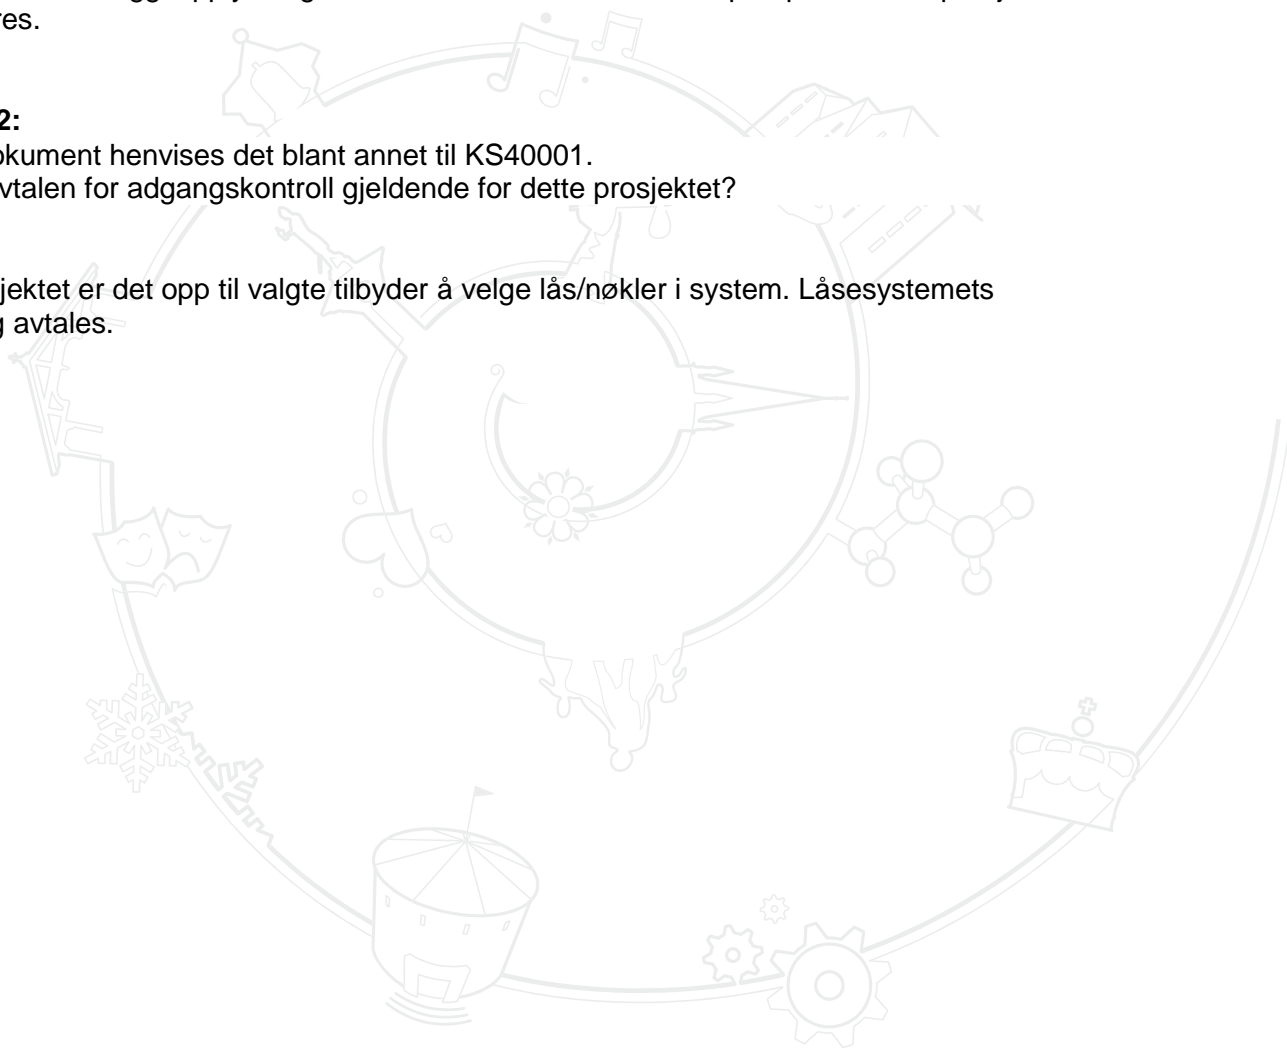 res.
2:
okument henvises det blant annet til KS40001.
vtalen for adgangskontroll gjeldende for dette prosjektet?
jektet er det opp til valgte tilbyder å velge lås/nøkler i system. Låsesystemets
g avtales.